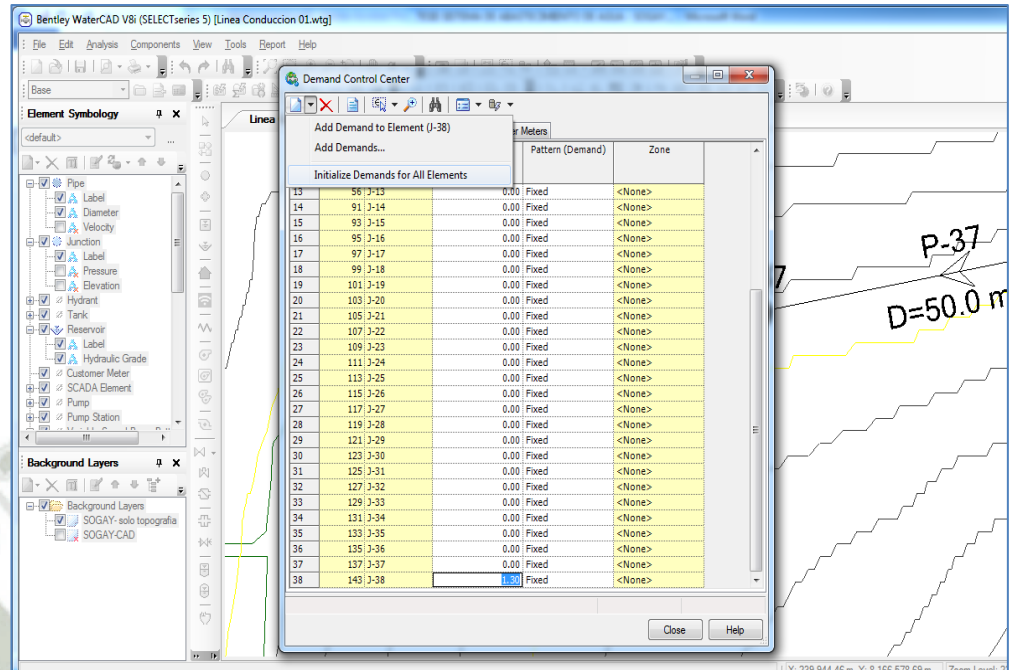 Bentley WaterCAD V8i (SELECTseries 5) [Linea Conduccion 01.wtg]
File Edit Analysis Components View Tools Report Help
Base
Element Symbology
<default>
Pipe
Label
Diameter
Velocity
Junction
Label
Pressure
Elevation
Hydrant
Tank
Reservoir
Label
Hydraulic Grade
Customer Meter
SCADA Element
Pump
Pump Station
Background Layers
Background Layers
SOGAY- solo topografia
SOGAY-CAD
Linea
Demand Control Center
Add Demand to Element (J-38)
Add Demands...
Initialize Demands for All Elements
Meters
Pattern (Demand) Zone
13 56 J-13 0.00 Fixed <None>
14 91 J-14 0.00 Fixed <None>
15 93 J-15 0.00 Fixed <None>
16 95 J-16 0.00 Fixed <None>
17 97 J-17 0.00 Fixed <None>
18 99 J-18 0.00 Fixed <None>
19 101 J-19 0.00 Fixed <None>
20 103 J-20 0.00 Fixed <None>
21 105 J-21 0.00 Fixed <None>
22 107 J-22 0.00 Fixed <None>
23 109 J-23 0.00 Fixed <None>
24 111 J-24 0.00 Fixed <None>
25 113 J-25 0.00 Fixed <None>
26 115 J-26 0.00 Fixed <None>
27 117 J-27 0.00 Fixed <None>
28 119 J-28 0.00 Fixed <None>
29 121 J-29 0.00 Fixed <None>
30 123 J-30 0.00 Fixed <None>
31 125 J-31 0.00 Fixed <None>
32 127 J-32 0.00 Fixed <None>
33 129 J-33 0.00 Fixed <None>
34 131 J-34 0.00 Fixed <None>
35 133 J-35 0.00 Fixed <None>
36 135 J-36 0.00 Fixed <None>
37 137 J-37 0.00 Fixed <None>
38 143 J-38 1.30 Fixed <None>
Close Help
P-37
D=50.0 m